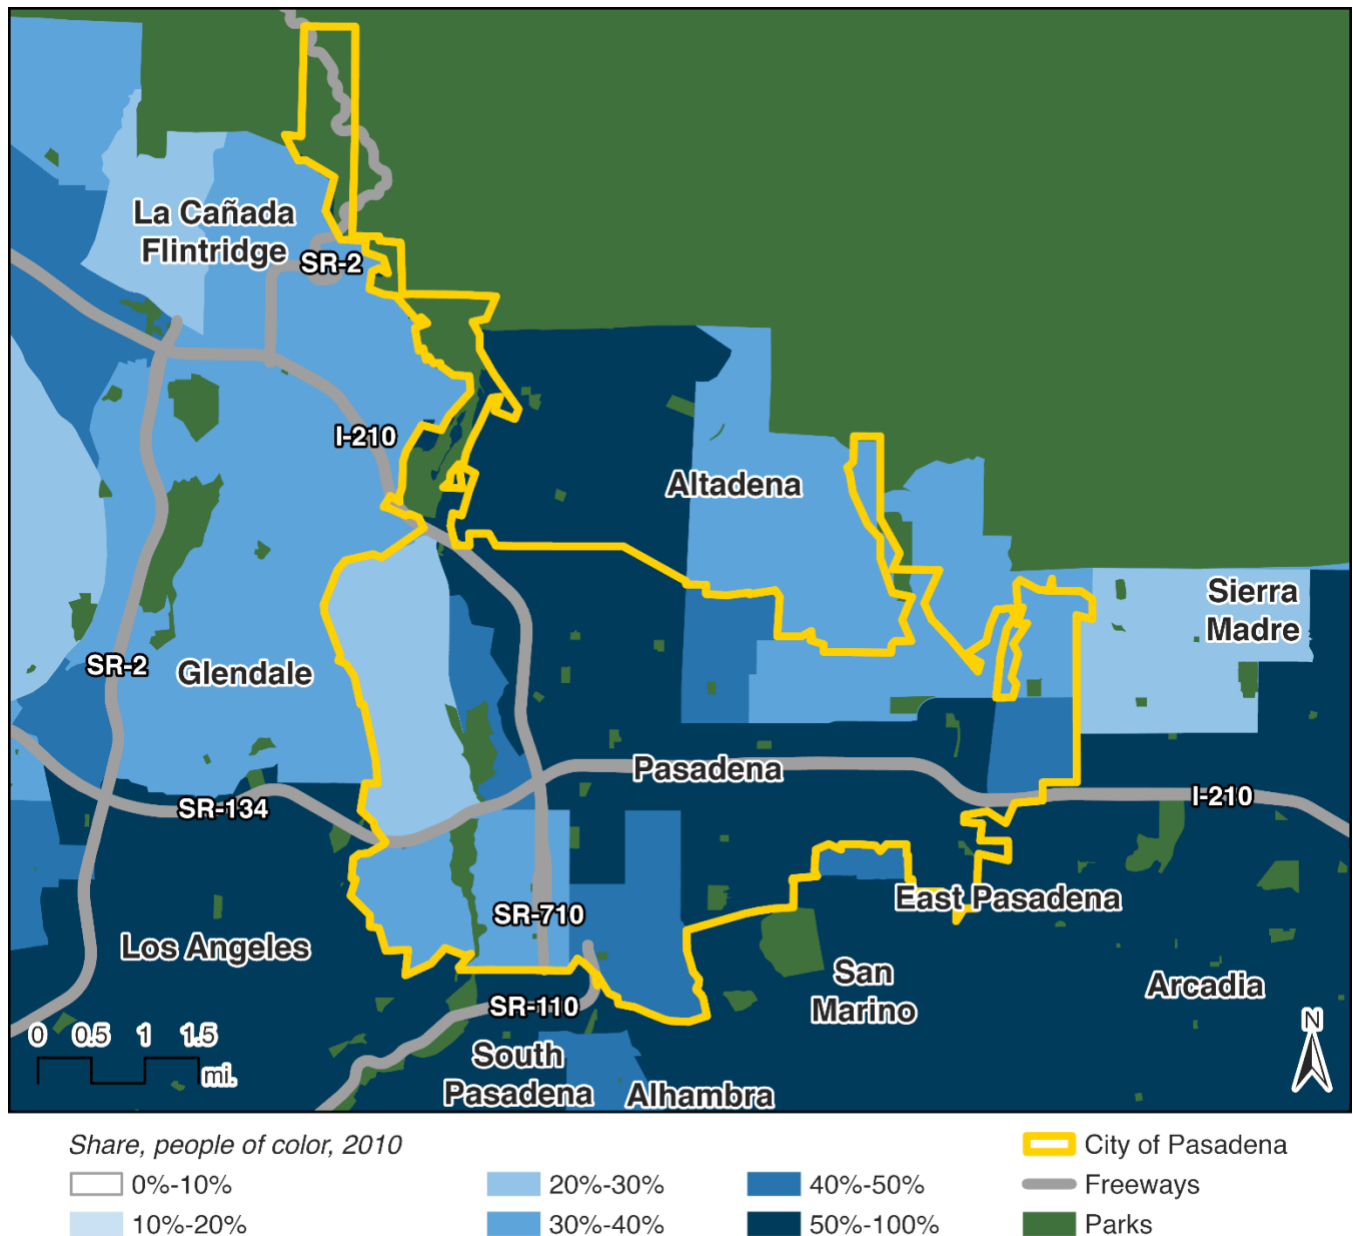 La Cañada
Flintridge
SR-2
I-210
Altadena
Sierra
Madre
SR-2
Glendale
Pasadena
SR-134
I-210
East Pasadena
SR-710
Los Angeles
San
Marino
Arcadia
SR-110
N
0 0.5 1 1.5
mi.
South
Pasadena
Alhambra
Share, people of color, 2010
0%-10%
10%-20%
20%-30%
30%-40%
40%-50%
50%-100%
City of Pasadena
Freeways
Parks